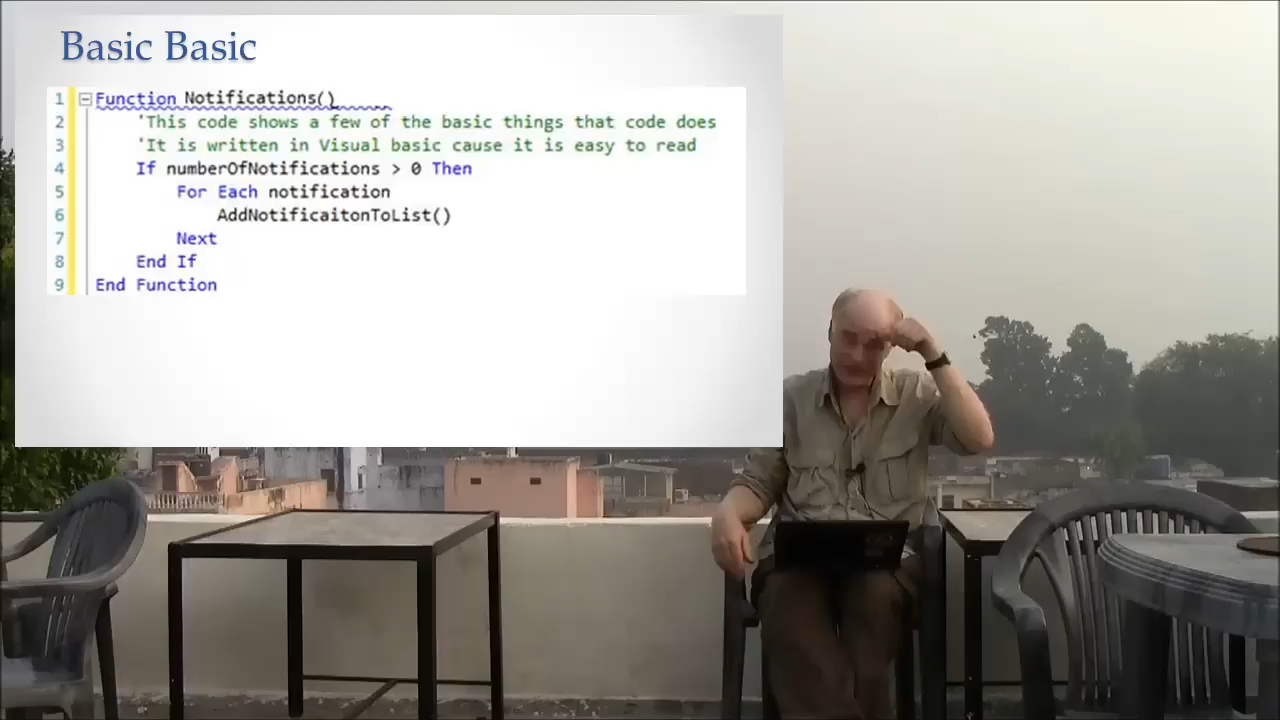 Basic Basic
1 Function Notifications()
2 'This code shows a few of the basic things that code does
3 'It is written in Visual basic cause it is easy to read
4 If numberOfNotifications > 0 Then
5 For Each notification
6 AddNotificaitonToList()
7 Next
8 End If
9 End Function